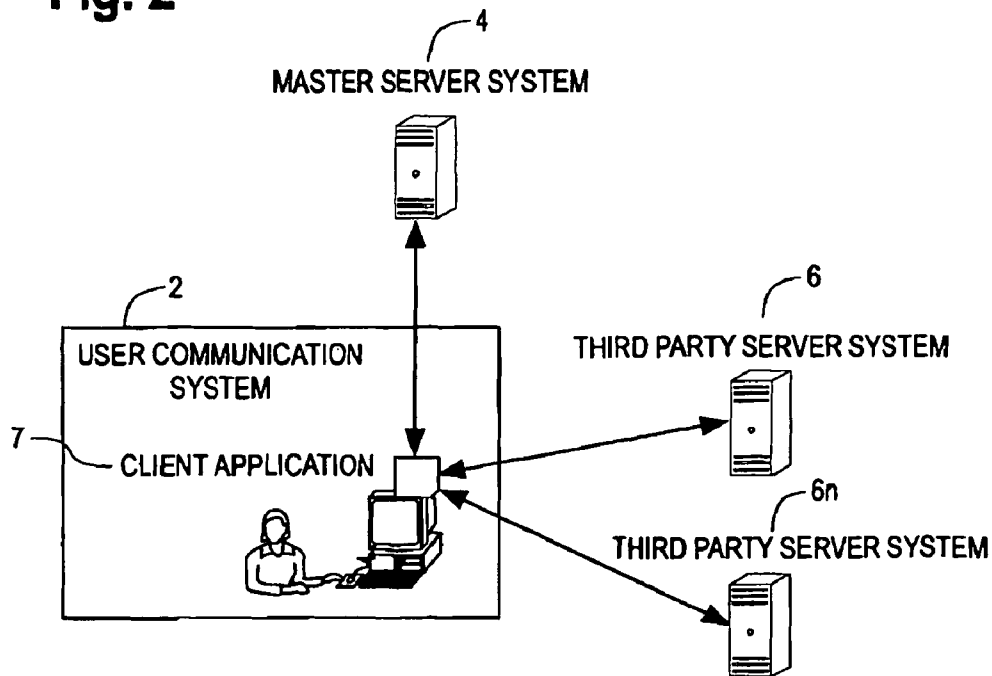 Fig. 2
4
MASTER SERVER SYSTEM
2
USER COMMUNICATION
SYSTEM
7
CLIENT APPLICATION
6
THIRD PARTY SERVER SYSTEM
6n
THIRD PARTY SERVER SYSTEM